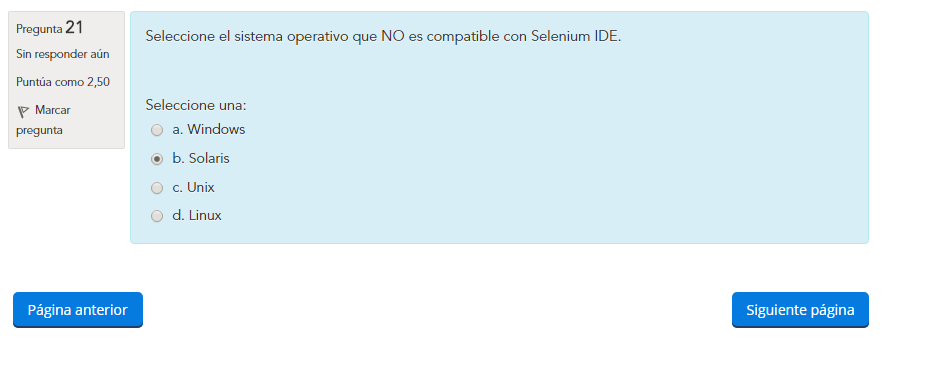 Pregunta 21
Sin responder aún
Puntúa como 2,50
Marcar
pregunta
Seleccione el sistema operativo que NO es compatible con Selenium IDE.
Seleccione una:
a. Windows
b. Solaris
c. Unix
d. Linux
Página anterior
Siguiente página